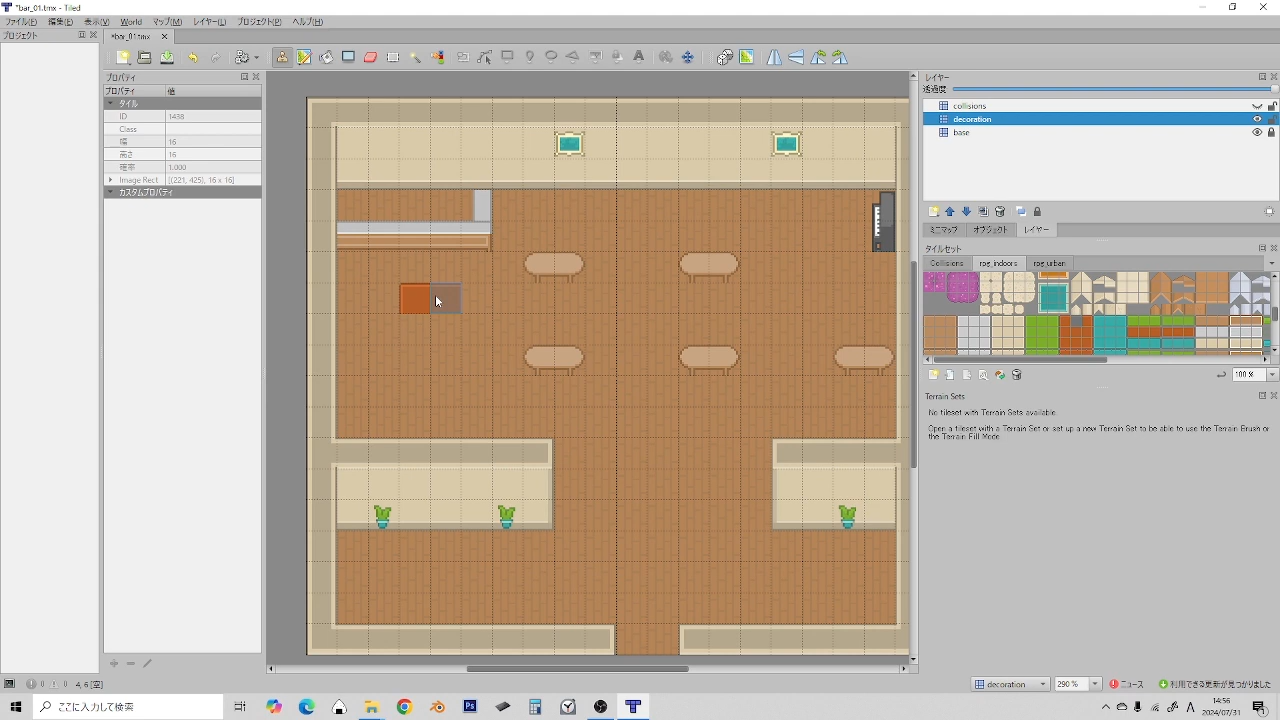 *bar_01.tmx - Tiled
ファイル(F) 編集(E) 表示(V) World マップ(M) レイヤー(L) プロジェクト(P) ヘルプ(H)
プロジェクト
*bar_01.tmx
プロパティ
プロパティ 値
タイル
ID 1438
Class
幅 16
高さ 16
確率 1.000
Image Rect [(221, 425), 16 x 16]
カスタムプロパティ
レイヤー
透過度:
collisions
decoration
base
ミニマップ オブジェクト レイヤー
タイルセット
Collisions rpg_indoors rpg_urban
100 %
Terrain Sets
No tileset with Terrain Sets available.
Open a tileset with a Terrain Set or set up a new Terrain Set to be able to use the Terrain Brush or the Terrain Fill Mode
0 0 4, 6 [空]
decoration 290 % ニュース 利用できる更新が見つかりました
ここに入力して検索
14:56
2024/07/31